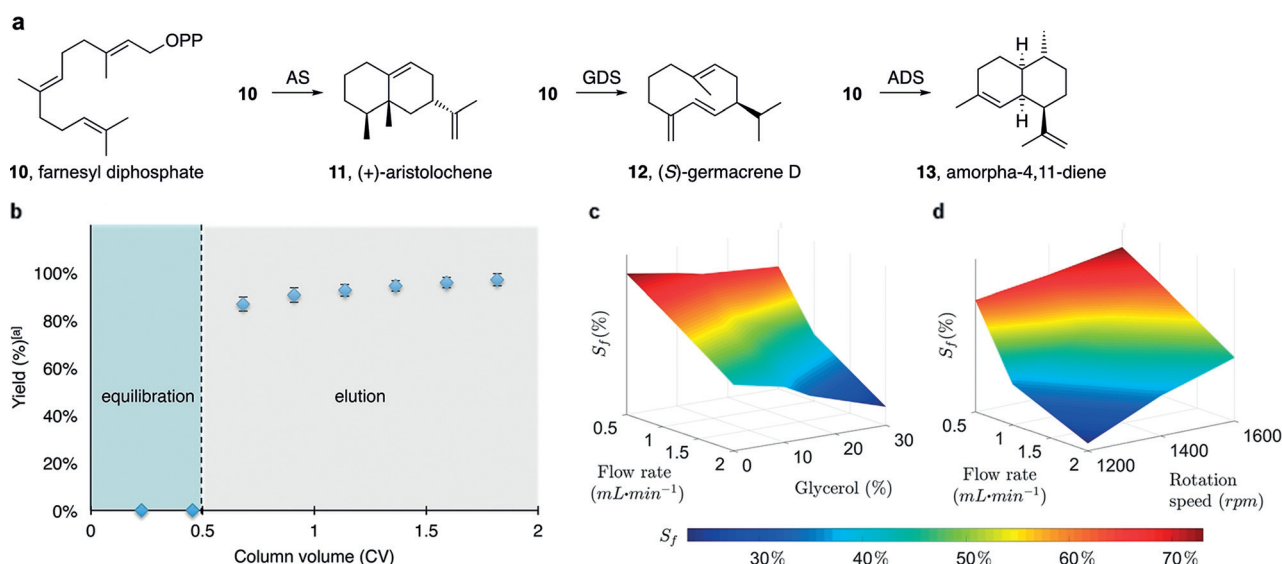 a
OPP
10, farnesyl diphosphate
10
AS
11, (+)-aristolochene
10
GDS
12, (S)-germacrene D
10
ADS
H
H
13, amorpha-4,11-diene
b
Yield (%)[a]
100%
80%
60%
40%
20%
0%
equilibration
elution
0
0.5
1
1.5
2
Column volume (CV)
c
Sf(%)
0.5
1
1.5
2
Flow rate
(mL·min−1)
0
10
20
30
Glycerol (%)
d
Sf(%)
0.5
1
1.5
2
Flow rate
(mL·min−1)
1200
1400
1600
Rotation
speed (rpm)
Sf
30%
40%
50%
60%
70%